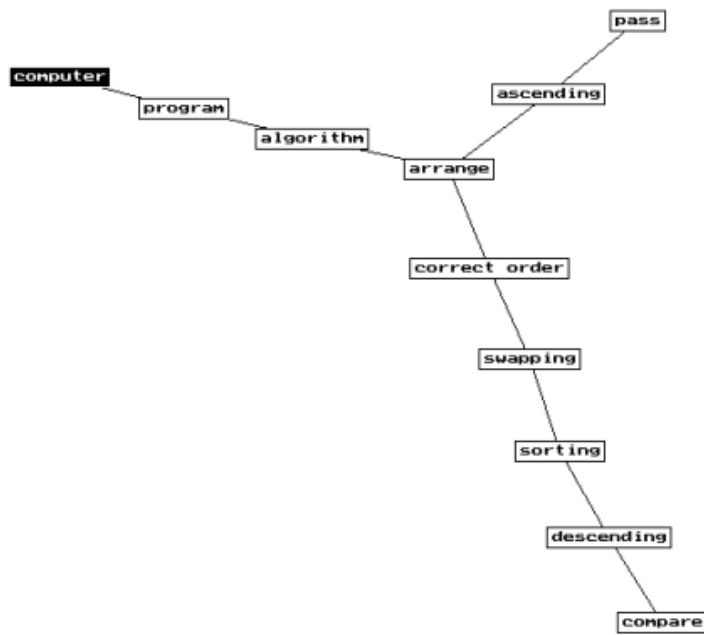 pass
computer
ascending
program
algorithm
arrange
correct order
swapping
sorting
descending
compare